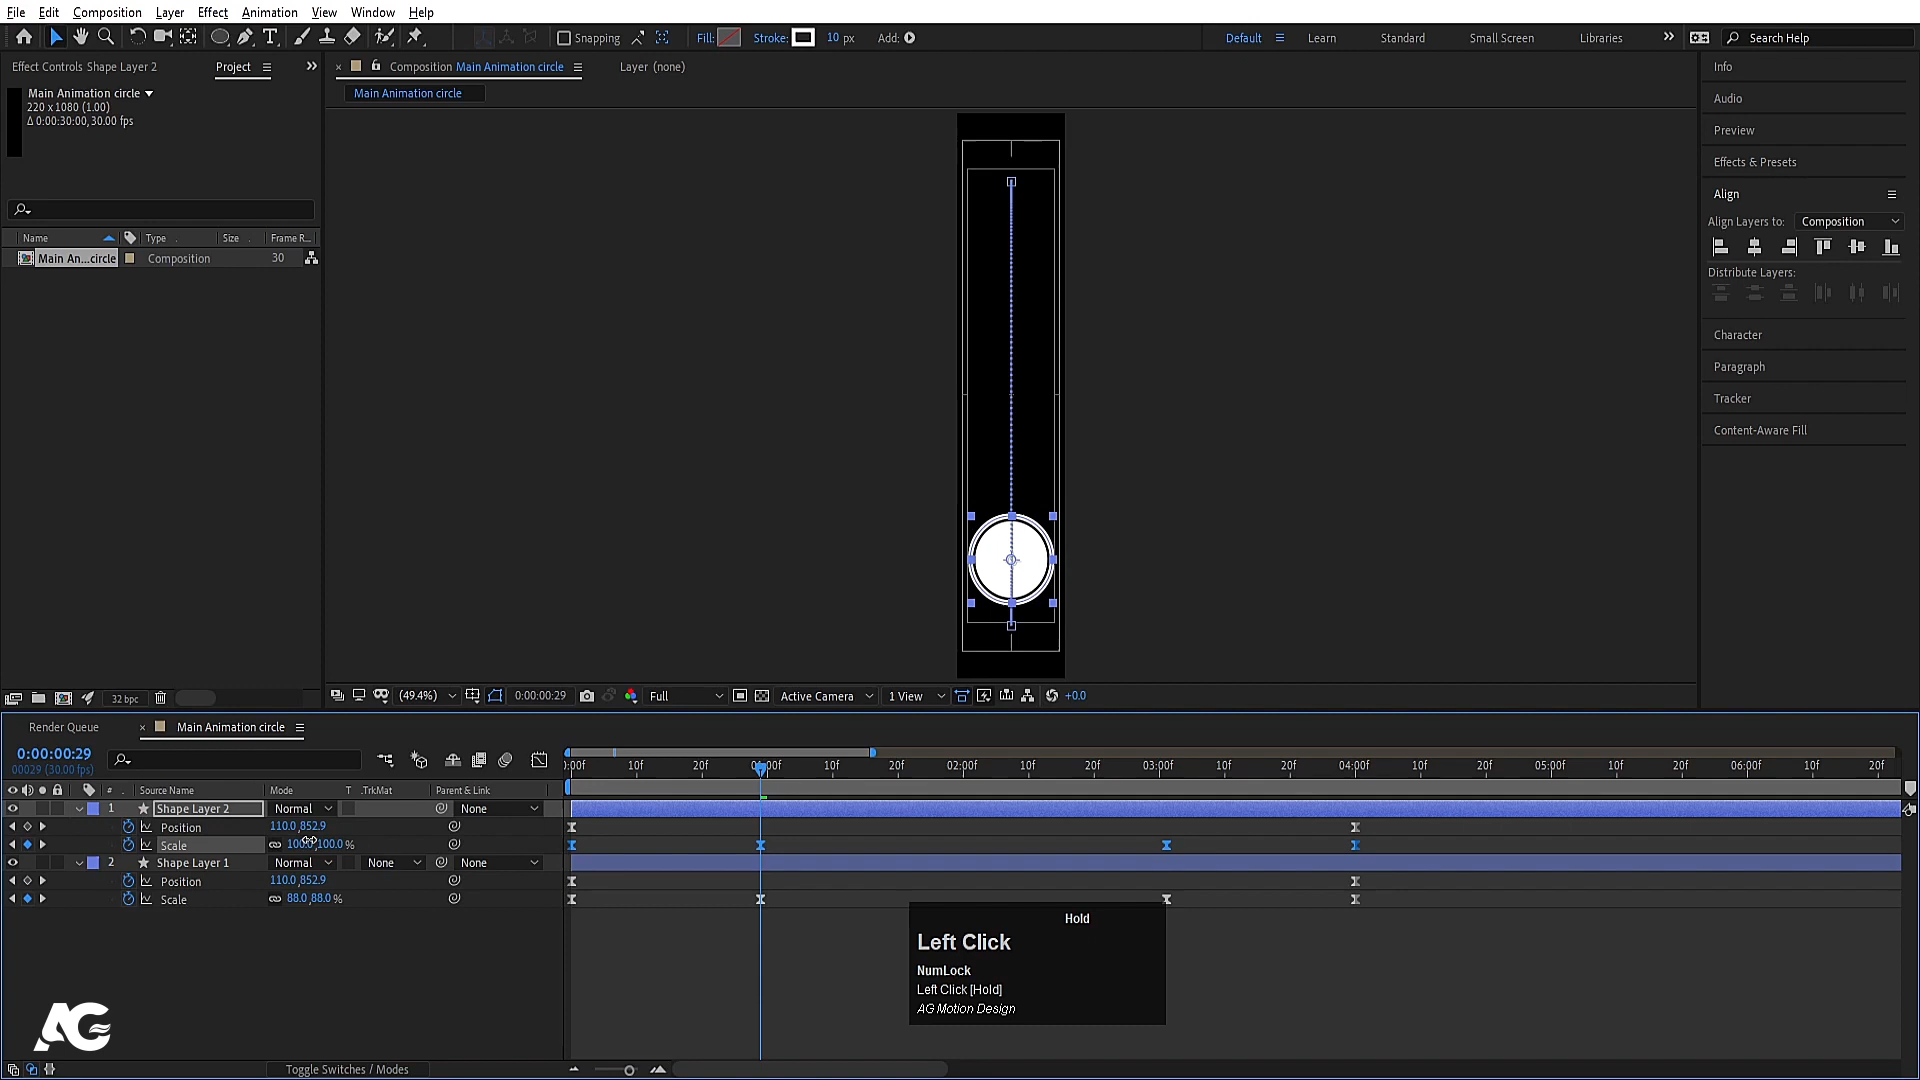 File Edit Composition Layer Effect Animation View Window Help
Snapping Fill: Stroke: 10 px Add: Default Learn Standard Small Screen Libraries Search Help
Effect Controls Shape Layer 2 Project
Composition Main Animation circle Layer (none)
Main Animation circle
Main Animation circle
220 x 1080 (1.00)
Δ 0:00:30:00, 30.00 fps
Name Type Size Frame R...
Main An...circle Composition 30
32 bpc
(49.4%) 0:00:00:29 Full Active Camera 1 View +0.0
Info
Audio
Preview
Effects & Presets
Align
Align Layers to: Composition
Distribute Layers:
Character
Paragraph
Tracker
Content-Aware Fill
Render Queue Main Animation circle
0:00:00:29
00029 (30.00 fps)
:00f 10f 20f 01:00f 10f 20f 02:00f 10f 20f 03:00f 10f 20f 04:00f 10f 20f 05:00f 10f 20f 06:00f 10f 20f
# Source Name Mode T .TrkMat Parent & Link
1 Shape Layer 2 Normal None
Position 110.0,852.9
Scale 100.0,100.0 %
2 Shape Layer 1 Normal None None
Position 110.0,852.9
Scale 88.0,88.0 %
Hold
Left Click
NumLock
Left Click [Hold]
AG Motion Design
AG
Toggle Switches / Modes